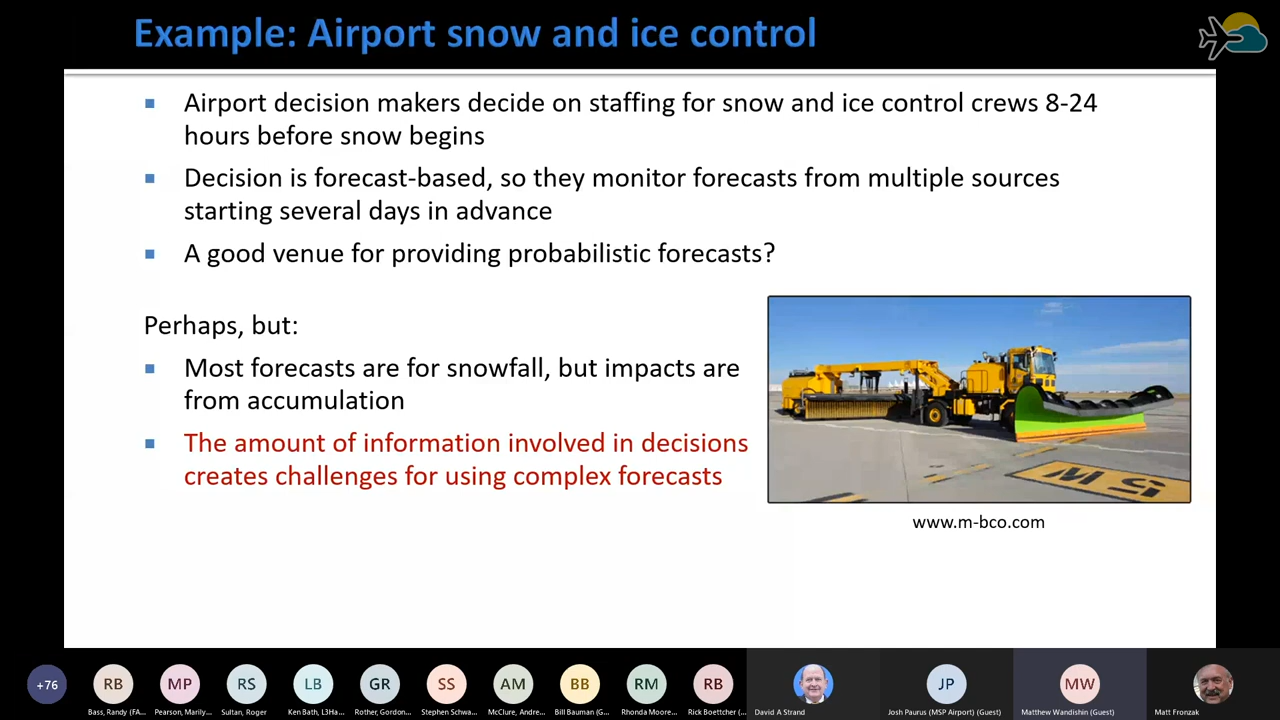 Example: Airport snow and ice control
Airport decision makers decide on staffing for snow and ice control crews 8-24
hours before snow begins
Decision is forecast-based, so they monitor forecasts from multiple sources
starting several days in advance
A good venue for providing probabilistic forecasts?
Perhaps, but:
Most forecasts are for snowfall, but impacts are
from accumulation
The amount of information involved in decisions
creates challenges for using complex forecasts
www.m-bco.com
+76
RB
MP
RS
LB
GR
SS
AM
BB
RM
RB
JP
MW
Bass, Randy (FA...
Pearson, Marily...
Sultan, Roger
Ken Bath, L3Ha...
Rother, Gordon...
Stephen Schwa...
McClure, Andre...
Bill Bauman (G...
Rhonda Moore...
Rick Boettcher (...
David A Strand
Josh Paurus (MSP Airport) (Guest)
Matthew Wandishin (Guest)
Matt Fronzak